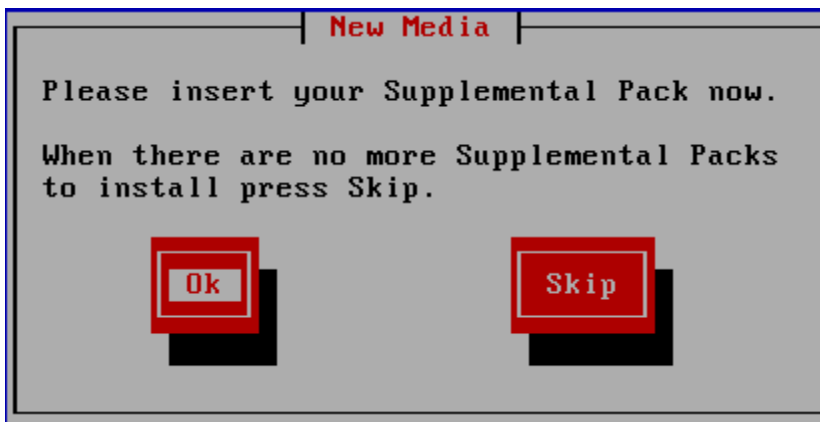 New Media
Please insert your Supplemental Pack now.
When there are no more Supplemental Packs
to install press Skip.
Ok
Skip